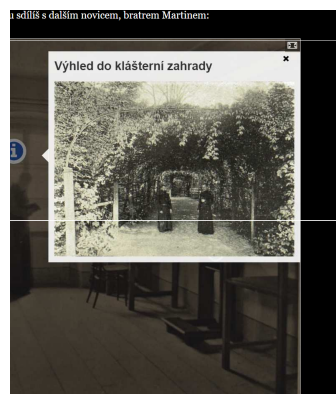 u sdílíš s dalším novicem, bratrem Martinem:
Výhled do klášterní zahrady
i